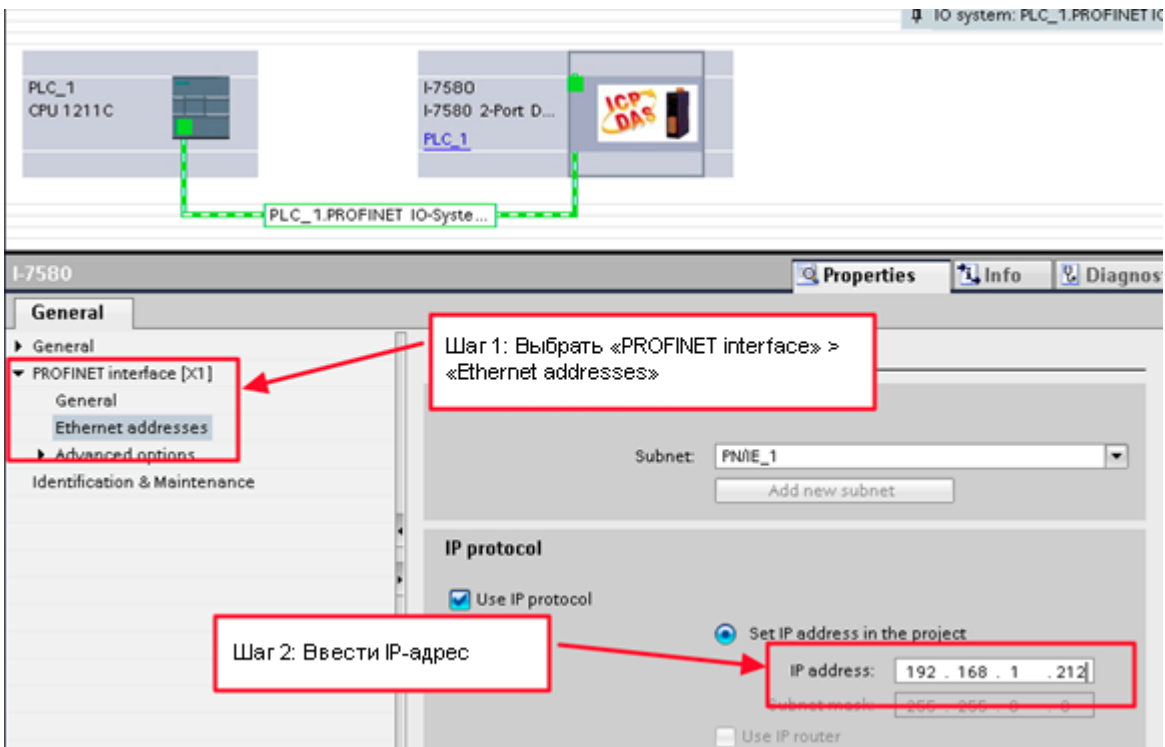 IO system: PLC_1.PROFINET IO
PLC_1
CPU 1211C
I-7580
I-7580 2-Port D...
PLC_1
ICP DAS
PLC_1.PROFINET IO-Syste...
I-7580
Properties
Info
Diagnos
General
General
PROFINET interface [X1]
General
Ethernet addresses
Advanced options
Identification & Maintenance
Шаг 1: Выбрать «PROFINET interface» >
«Ethernet addresses»
Subnet: PN/IE_1
Add new subnet
IP protocol
Use IP protocol
Шаг 2: Ввести IP-адрес
Set IP address in the project
IP address: 192 . 168 . 1 . 212
Subnet mask: 255 . 255 . 0 . 0
Use IP router